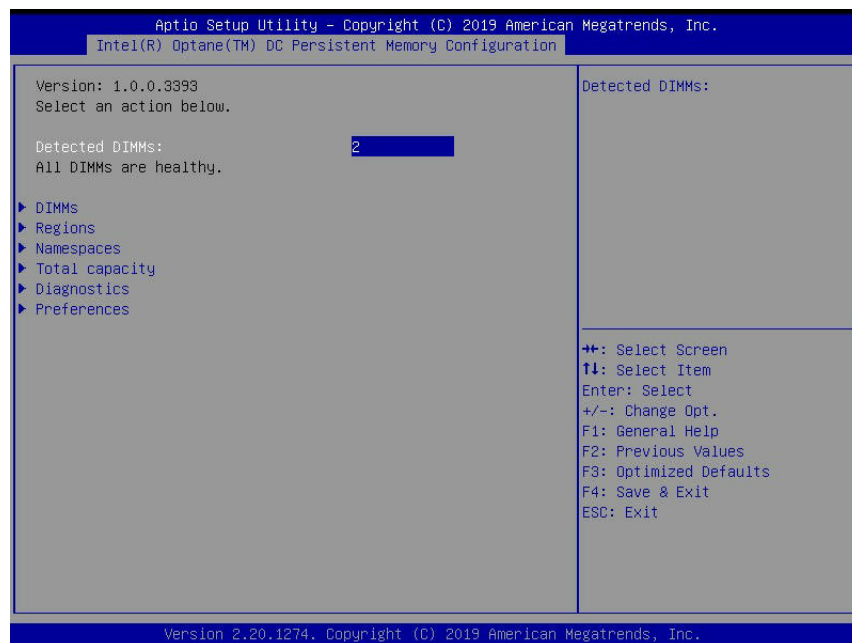 Aptio Setup Utility – Copyright (C) 2019 American Megatrends, Inc.
Intel(R) Optane(TM) DC Persistent Memory Configuration
Version: 1.0.0.3393
Select an action below.
Detected DIMMs: 2
All DIMMs are healthy.
DIMMs
Regions
Namespaces
Total capacity
Diagnostics
Preferences
Detected DIMMs:
→←: Select Screen
↑↓: Select Item
Enter: Select
+/-: Change Opt.
F1: General Help
F2: Previous Values
F3: Optimized Defaults
F4: Save & Exit
ESC: Exit
Version 2.20.1274. Copyright (C) 2019 American Megatrends, Inc.